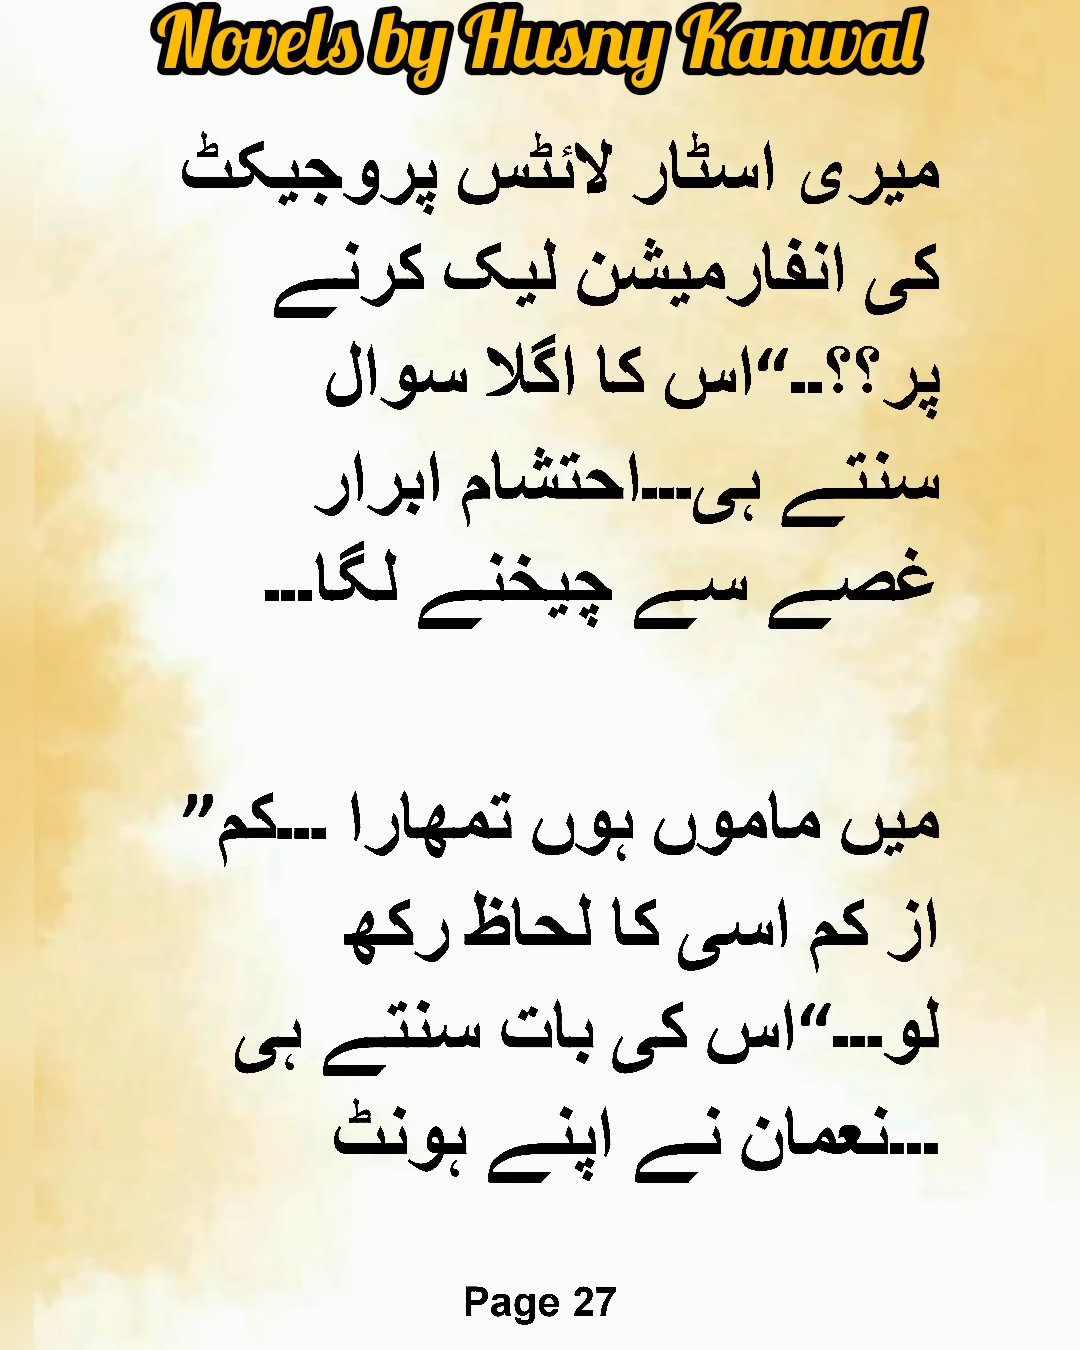 Novels by Husny Kanwal
میری اسٹار لائٹس پروجیکٹ
کی انفارمیشن لیک کرنے
پر؟؟..“اس کا اگلا سوال
سنتے ہی...احتشام ابرار
غصے سے چیخنے لگا...
میں ماموں ہوں تمھارا ...کم”
از کم اسی کا لحاظ رکھ
لو...“اس کی بات سنتے ہی
...نعمان نے اپنے ہونٹ
Page 27